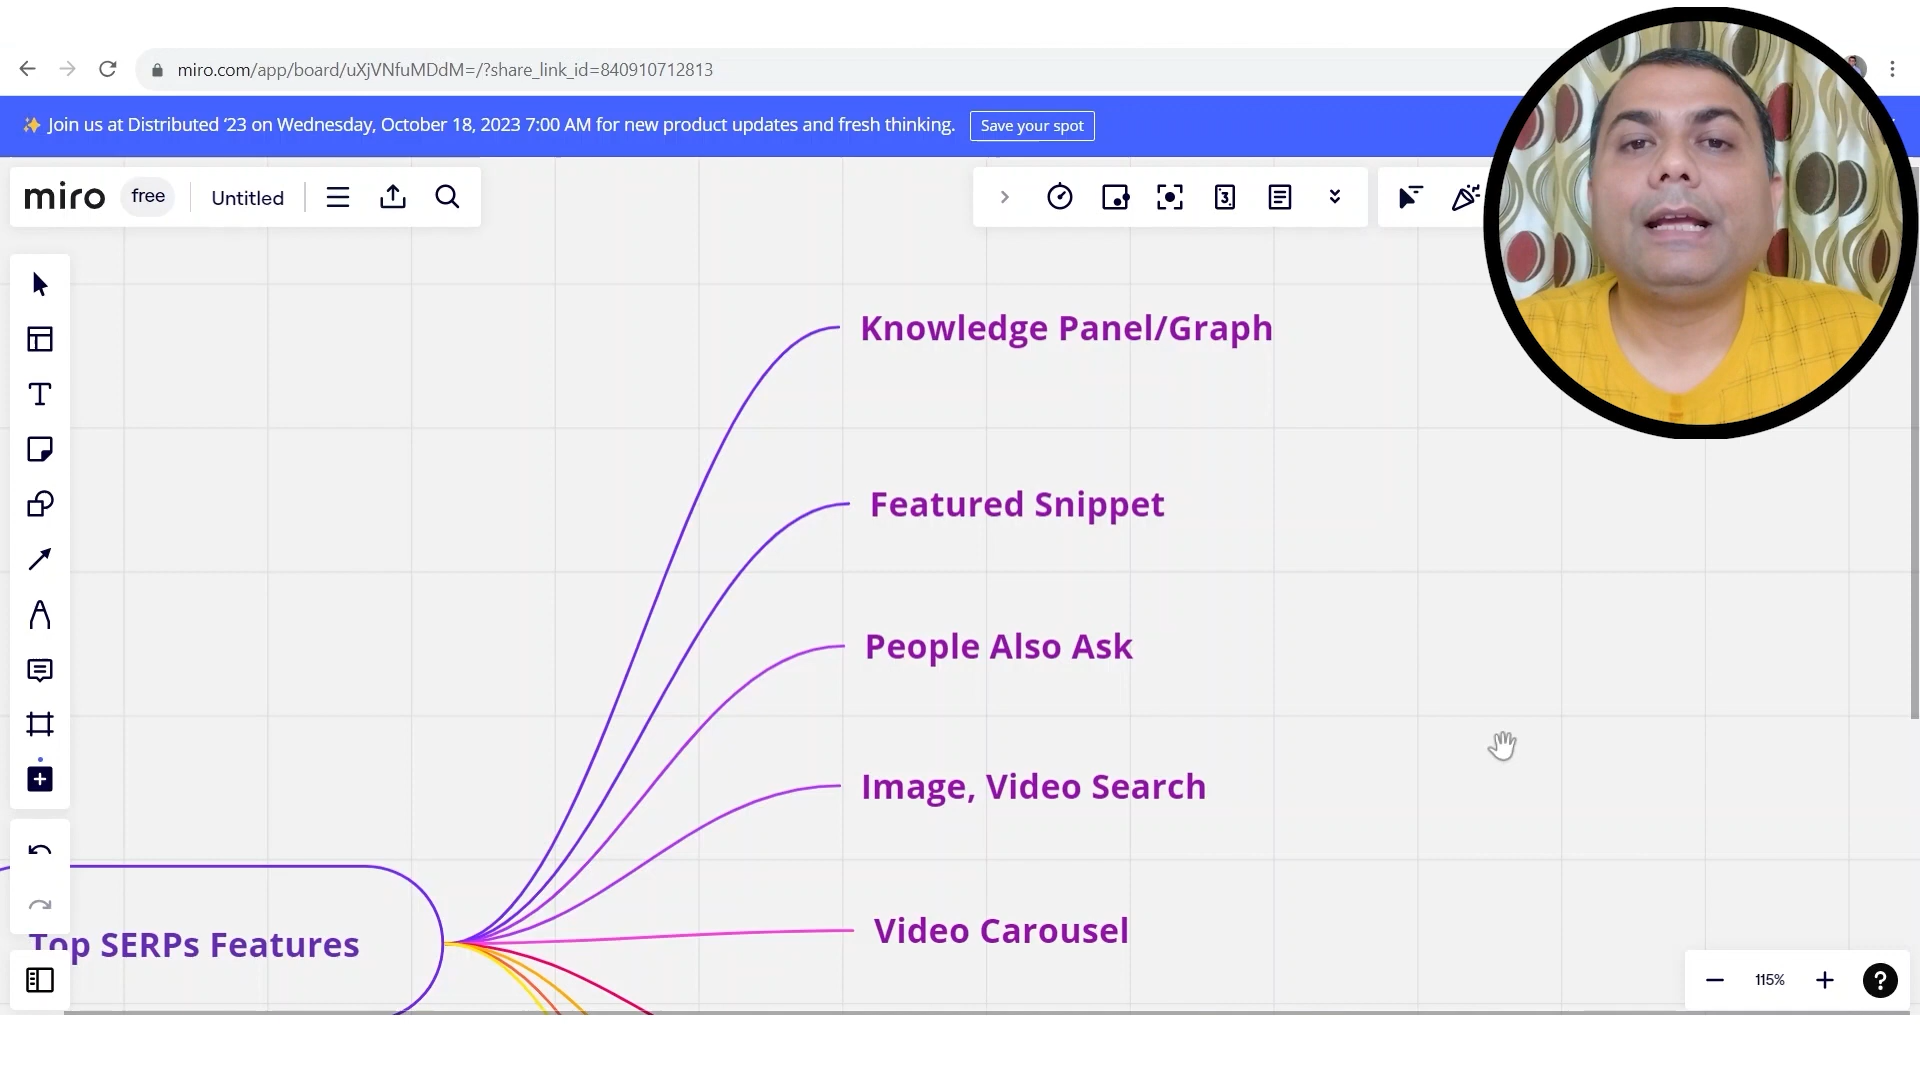 miro.com/app/board/uXjVNfuMDdM=/?share_link_id=840910712813
✨ Join us at Distributed ‘23 on Wednesday, October 18, 2023 7:00 AM for new product updates and fresh thinking. Save your spot
miro free Untitled
3
Knowledge Panel/Graph
Featured Snippet
People Also Ask
Image, Video Search
Video Carousel
Top SERPs Features
115%
?